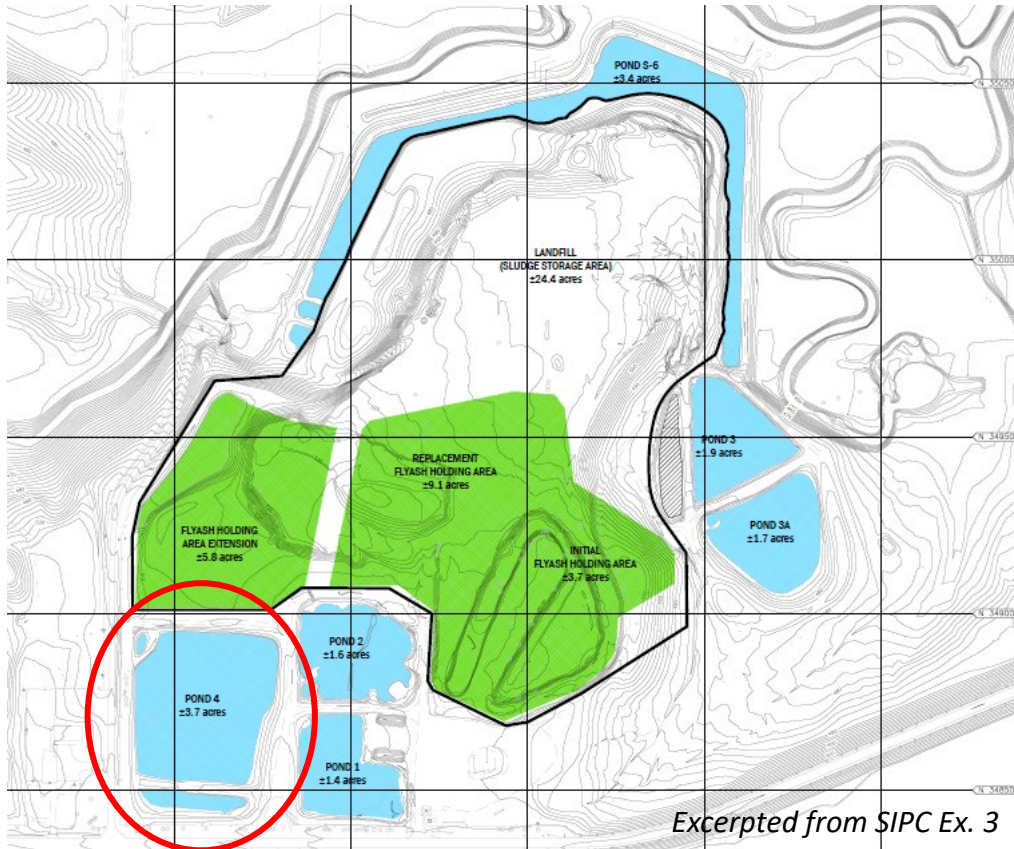 POND S-6
±3.4 acres
N 35050
LANDFILL
(SLUDGE STORAGE AREA)
±24.4 acres
N 35000
POND 3
±1.9 acres
N 34950
REPLACEMENT
FLYASH HOLDING AREA
±9.1 acres
POND 3A
±1.7 acres
FLYASH HOLDING
AREA EXTENSION
±5.8 acres
INITIAL
FLYASH HOLDING AREA
±3.7 acres
N 34900
POND 2
±1.6 acres
POND 4
±3.7 acres
POND 1
±1.4 acres
N 34850
Excerpted from SIPC Ex. 3